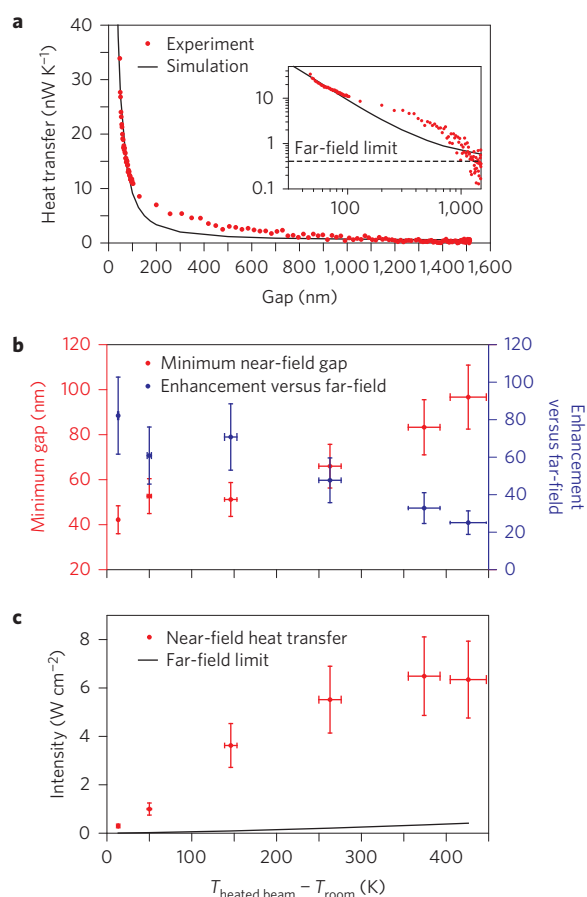 a
Heat transfer (nW K⁻¹)
40
30
20
10
0
Experiment
Simulation
10
1
0.1
Far-field limit
100
1,000
0
200
400
600
800
1,000
1,200
1,400
1,600
Gap (nm)
b
Minimum gap (nm)
120
100
80
60
40
20
Minimum near-field gap
Enhancement versus far-field
120
100
80
60
40
20
0
Enhancement
versus far-field
c
Intensity (W cm⁻²)
8
6
4
2
0
Near-field heat transfer
Far-field limit
0
100
200
300
400
T heated beam − T room (K)